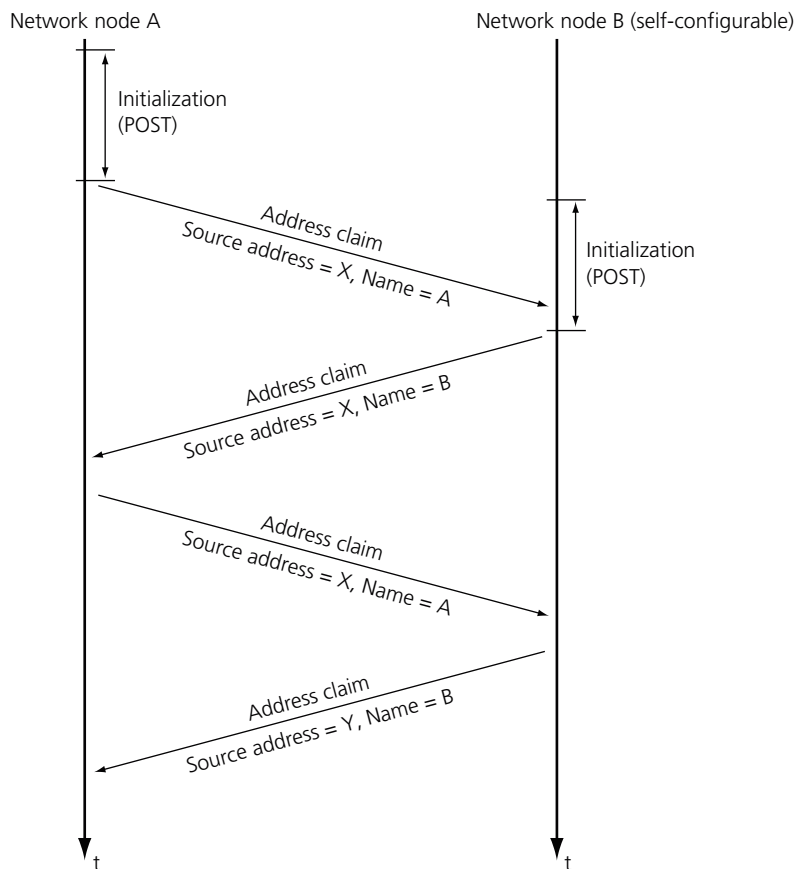 Network node A
Network node B (self-configurable)
Initialization
(POST)
Address claim
Source address = X, Name = A
Initialization
(POST)
Address claim
Source address = X, Name = B
Address claim
Source address = X, Name = A
Address claim
Source address = Y, Name = B
t
t